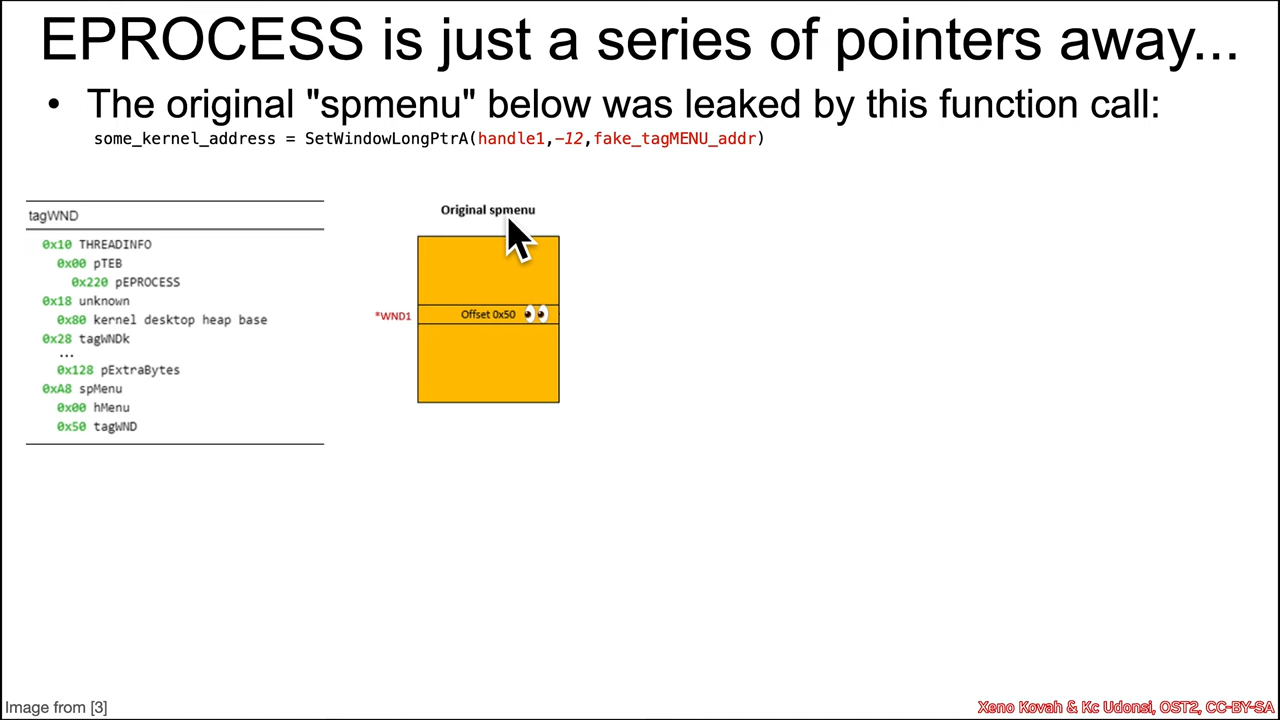 EPROCESS is just a series of pointers away...
• The original "spmenu" below was leaked by this function call:
some_kernel_address = SetWindowLongPtrA(handle1,-12,fake_tagMENU_addr)
tagWND
0x10 THREADINFO
0x00 pTEB
0x220 pEPROCESS
0x18 unknown
0x80 kernel desktop heap base
0x28 tagWNDk
...
0x128 pExtraBytes
0xA8 spMenu
0x00 hMenu
0x50 tagWND
Original spmenu
*WND1
Offset 0x50
Image from [3]
Xeno Kovah & Kc Udonsi, OST2, CC-BY-SA